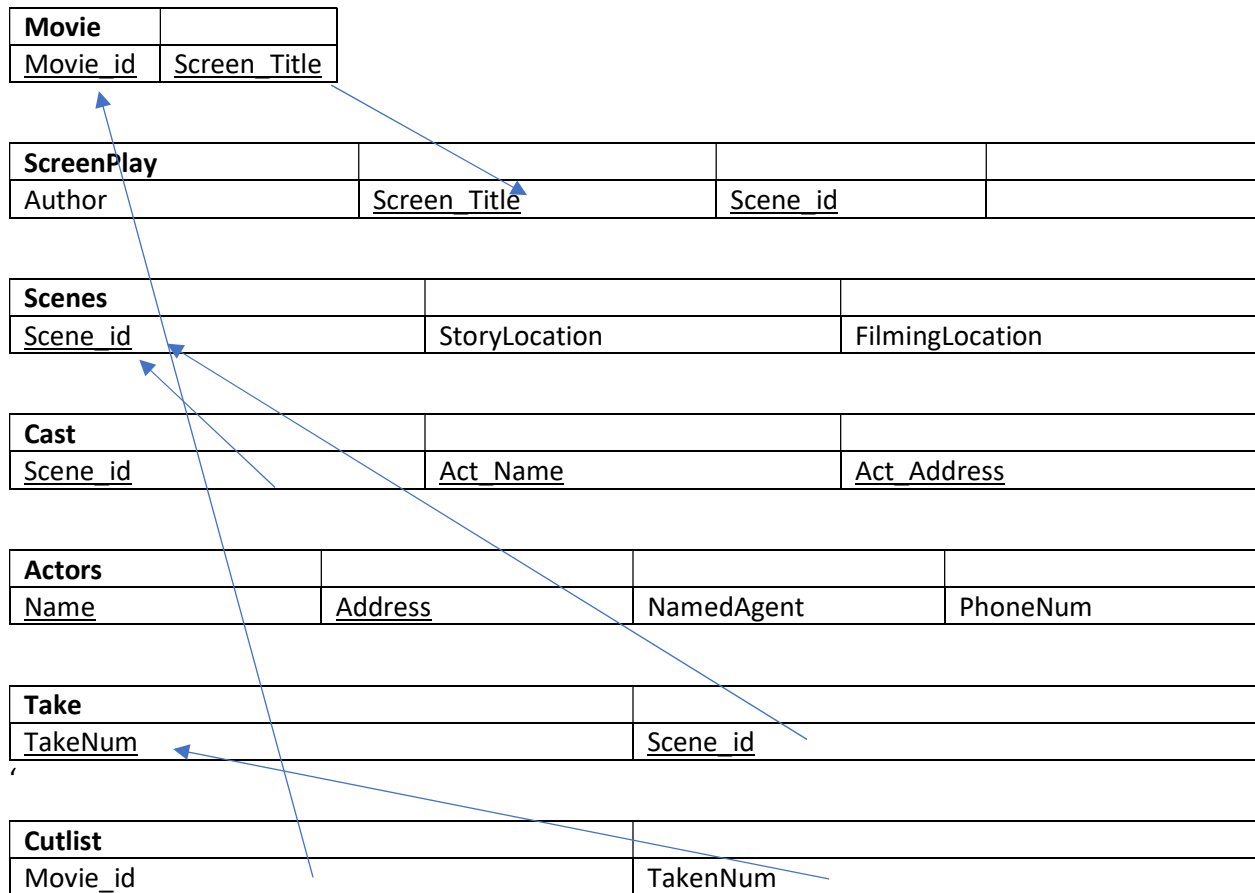 Movie
Movie_id Screen_Title
ScreenPlay
Author Screen_Title Scene_id
Scenes
Scene_id StoryLocation FilmingLocation
Cast
Scene_id Act_Name Act_Address
Actors
Name Address NamedAgent PhoneNum
Take
TakeNum Scene_id
‘
Cutlist
Movie_id TakenNum